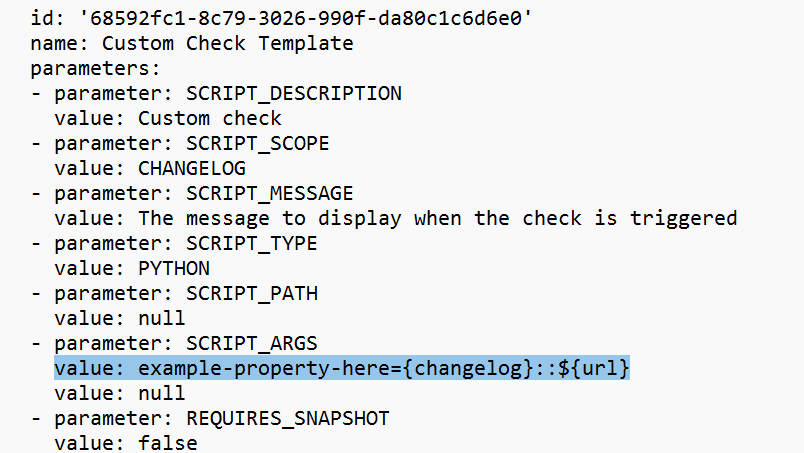 id: '68592fc1-8c79-3026-990f-da80c1c6d6e0'
name: Custom Check Template
parameters:
- parameter: SCRIPT_DESCRIPTION
  value: Custom check
- parameter: SCRIPT_SCOPE
  value: CHANGELOG
- parameter: SCRIPT_MESSAGE
  value: The message to display when the check is triggered
- parameter: SCRIPT_TYPE
  value: PYTHON
- parameter: SCRIPT_PATH
  value: null
- parameter: SCRIPT_ARGS
  value: example-property-here={changelog}::${url}
  value: null
- parameter: REQUIRES_SNAPSHOT
  value: false